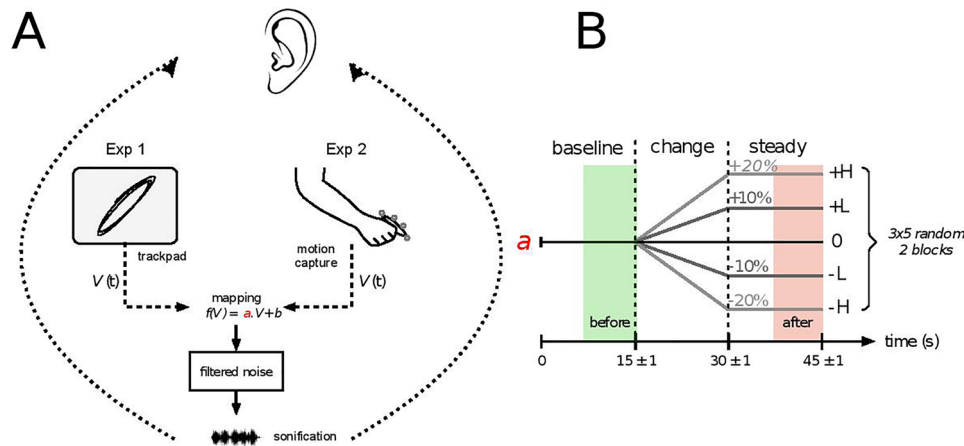 A
Exp 1
Exp 2
trackpad
motion
capture
V(t)
V(t)
mapping
f(V) = a.V+b
filtered noise
sonification
B
baseline
change
steady
+20%
+H
+10%
+L
a
0
3x5 random
2 blocks
-10%
-L
-20%
-H
before
after
time (s)
0
15 ±1
30 ±1
45 ±1